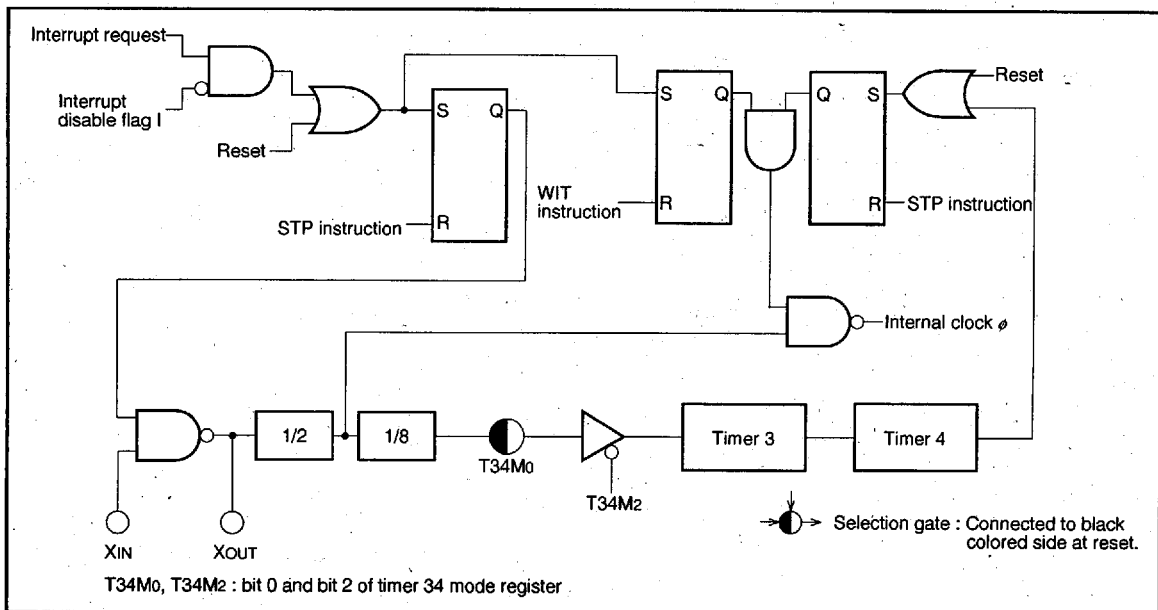 Interrupt request
Interrupt
disable flag I
Reset
S
Q
R
STP instruction
S
Q
R
WIT
instruction
Q
S
R
Reset
STP instruction
Internal clock ϕ
1/2
1/8
T34M0
T34M2
Timer 3
Timer 4
XIN
XOUT
Selection gate : Connected to black
colored side at reset.
T34M0, T34M2 : bit 0 and bit 2 of timer 34 mode register